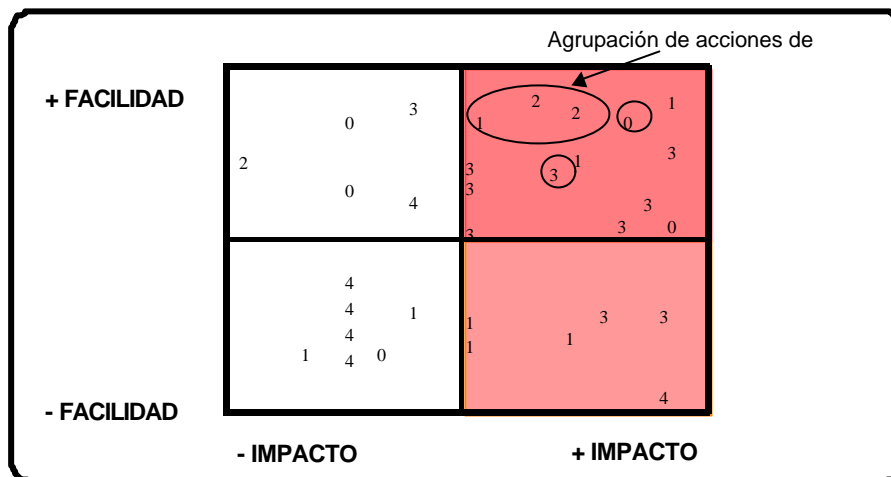 Agrupación de acciones de
+ FACILIDAD
2 1
3 2
0 1 0
2 3 1 3
3
0 3
4 3
3 3 0
4
4 1 3 3
1
4 1
1 0 4 1
4
- FACILIDAD
- IMPACTO + IMPACTO